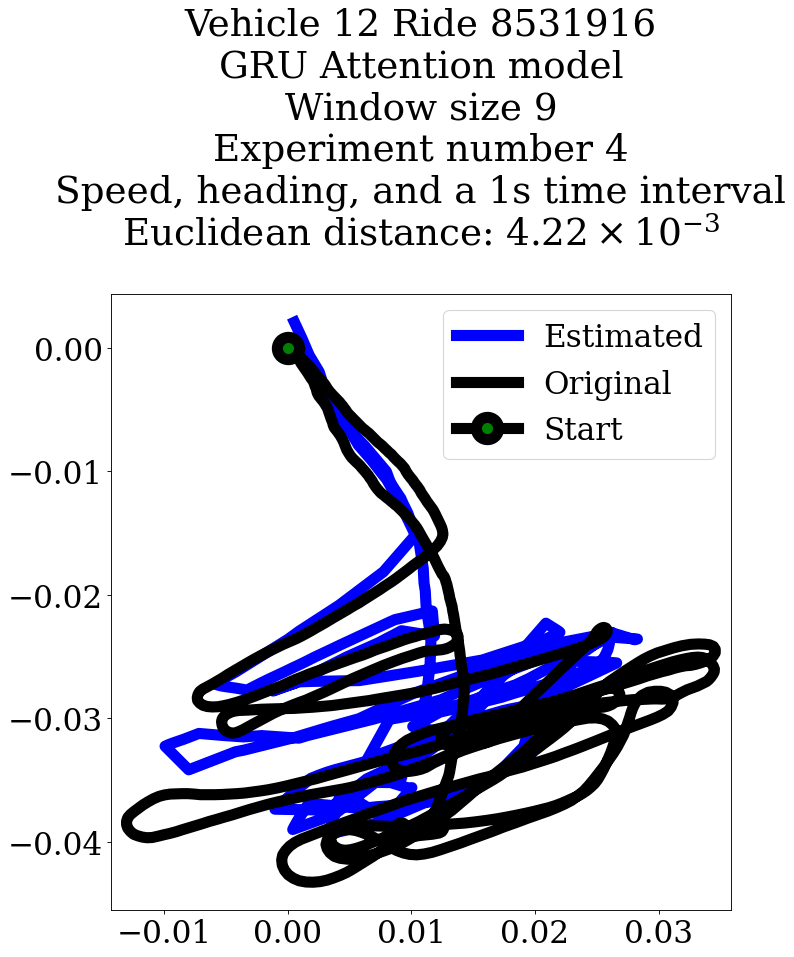 Vehicle 12 Ride 8531916
GRU Attention model
Window size 9
Experiment number 4
Speed, heading, and a 1s time interval
Euclidean distance: 4.22 × 10⁻³
Estimated
Original
Start
0.00
−0.01
−0.02
−0.03
−0.04
−0.01 0.00 0.01 0.02 0.03